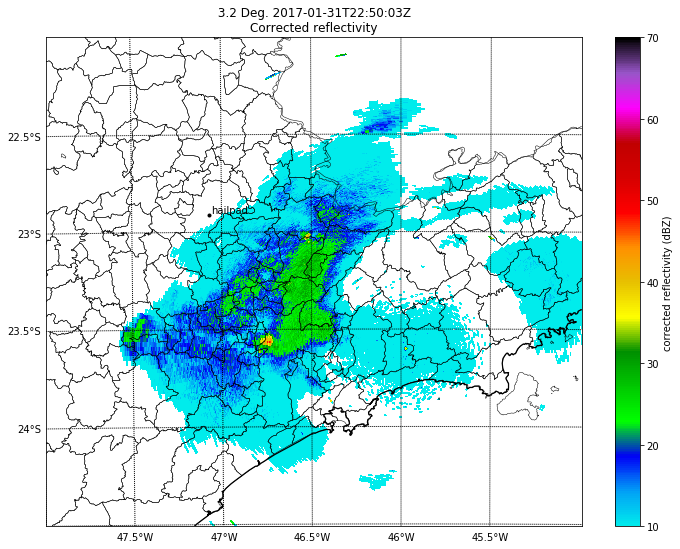 3.2 Deg. 2017-01-31T22:50:03Z
Corrected reflectivity
70
60
50
40
30
20
10
corrected reflectivity (dBZ)
22.5°S
hailpad
23°S
23.5°S
24°S
47.5°W 47°W 46.5°W 46°W 45.5°W